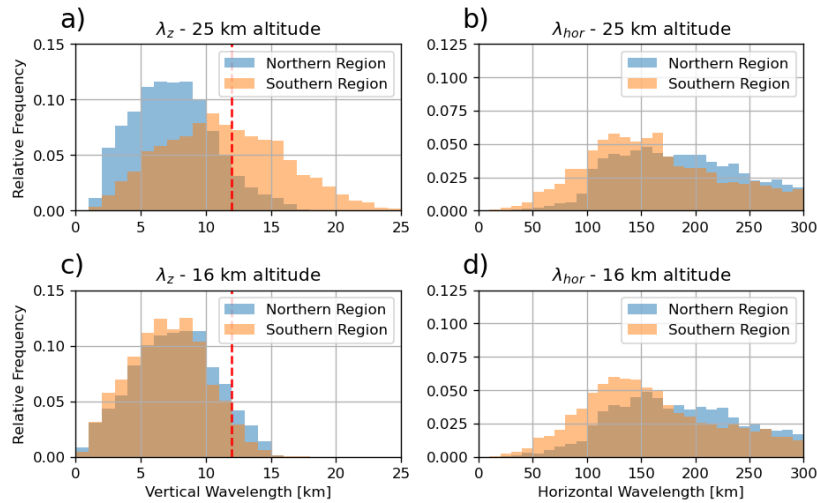 a)
λz - 25 km altitude
0.15
0.10
0.05
0.00
Relative Frequency
Northern Region
Southern Region
0 5 10 15 20 25
b)
λhor - 25 km altitude
0.125
0.100
0.075
0.050
0.025
0.000
Northern Region
Southern Region
0 50 100 150 200 250 300
c)
λz - 16 km altitude
0.15
0.10
0.05
0.00
Relative Frequency
Northern Region
Southern Region
0 5 10 15 20 25
Vertical Wavelength [km]
d)
λhor - 16 km altitude
0.125
0.100
0.075
0.050
0.025
0.000
Northern Region
Southern Region
0 50 100 150 200 250 300
Horizontal Wavelength [km]